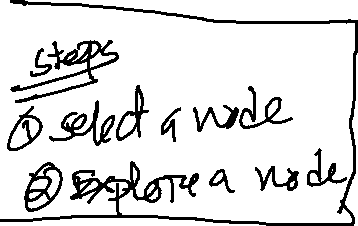 steps
① select a node
② Explore a node